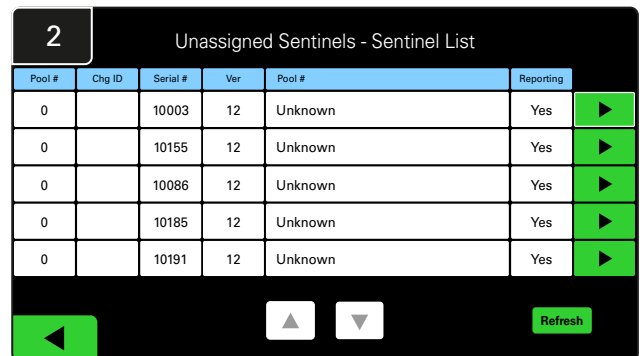 2
Unassigned Sentinels - Sentinel List
Pool # Chg ID Serial # Ver Pool # Reporting
0 10003 12 Unknown Yes
0 10155 12 Unknown Yes
0 10086 12 Unknown Yes
0 10185 12 Unknown Yes
0 10191 12 Unknown Yes
Refresh